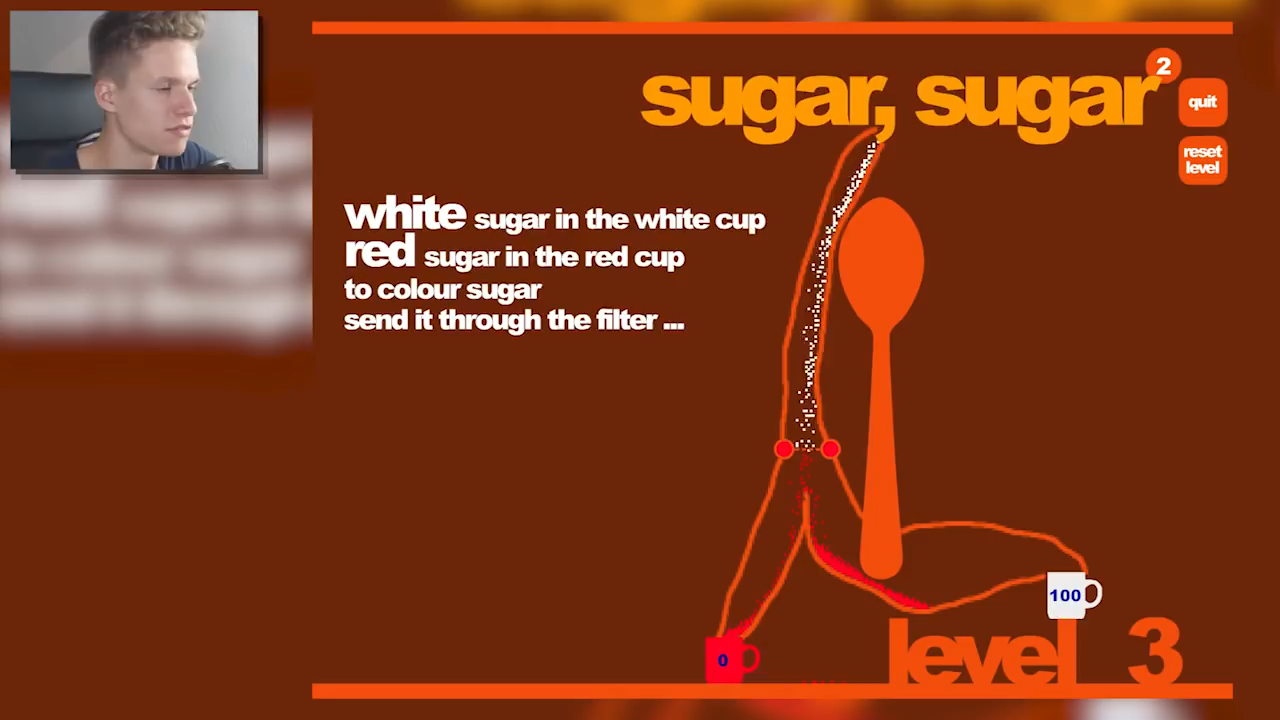 sugar, sugar
2
quit
reset
level
white sugar in the white cup
red sugar in the red cup
to colour sugar
send it through the filter ...
100
0
level 3